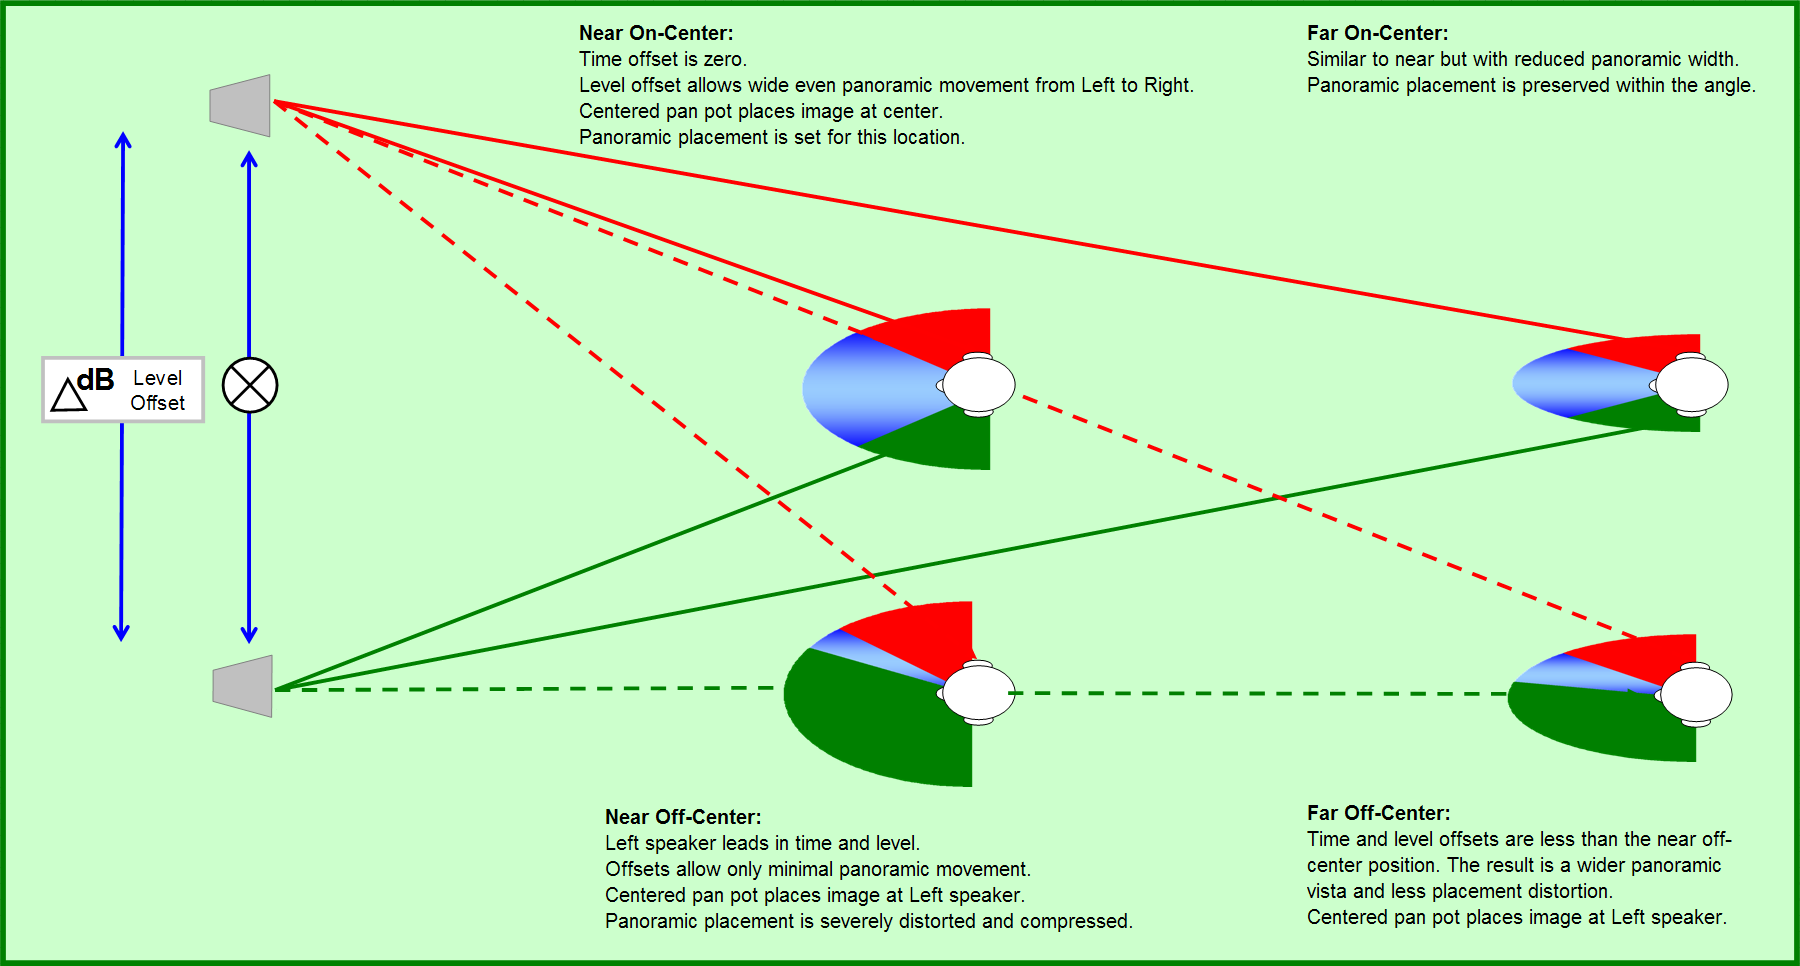 Near On-Center:
Time offset is zero.
Level offset allows wide even panoramic movement from Left to Right.
Centered pan pot places image at center.
Panoramic placement is set for this location.
Far On-Center:
Similar to near but with reduced panoramic width.
Panoramic placement is preserved within the angle.
△dB Level
Offset
Near Off-Center:
Left speaker leads in time and level.
Offsets allow only minimal panoramic movement.
Centered pan pot places image at Left speaker.
Panoramic placement is severely distorted and compressed.
Far Off-Center:
Time and level offsets are less than the near off-
center position. The result is a wider panoramic
vista and less placement distortion.
Centered pan pot places image at Left speaker.